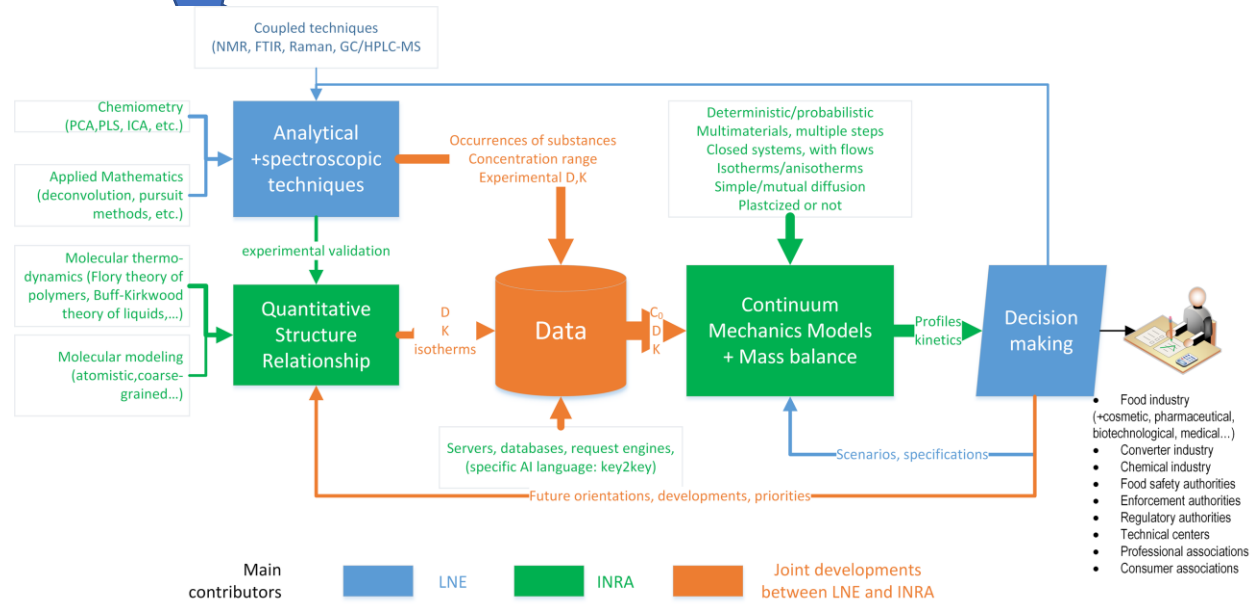 Coupled techniques
(NMR, FTIR, Raman, GC/HPLC-MS
Chemiometry
(PCA,PLS, ICA, etc.)
Applied Mathematics
(deconvolution, pursuit
methods, etc.)
Analytical
+spectroscopic
techniques
Occurrences of substances
Concentration range
Experimental D,K
Deterministic/probabilistic
Multimaterials, multiple steps
Closed systems, with flows
Isotherms/anisotherms
Simple/mutual diffusion
Plastcized or not
experimental validation
Molecular thermo-
dynamics (Flory theory of
polymers, Buff-Kirkwood
theory of liquids,...)
Molecular modeling
(atomistic,coarse-
grained...)
Quantitative
Structure
Relationship
D
K
isotherms
Data
C₀
D
K
Continuum
Mechanics Models
+ Mass balance
Profiles
kinetics
Decision
making
Servers, databases, request engines,
(specific AI language: key2key)
Scenarios, specifications
Future orientations, developments, priorities
• Food industry
(+cosmetic, pharmaceutical,
biotechnological, medical...)
• Converter industry
• Chemical industry
• Food safety authorities
• Enforcement authorities
• Regulatory authorities
• Technical centers
• Professional associations
• Consumer associations
Main
contributors
LNE
INRA
Joint developments
between LNE and INRA